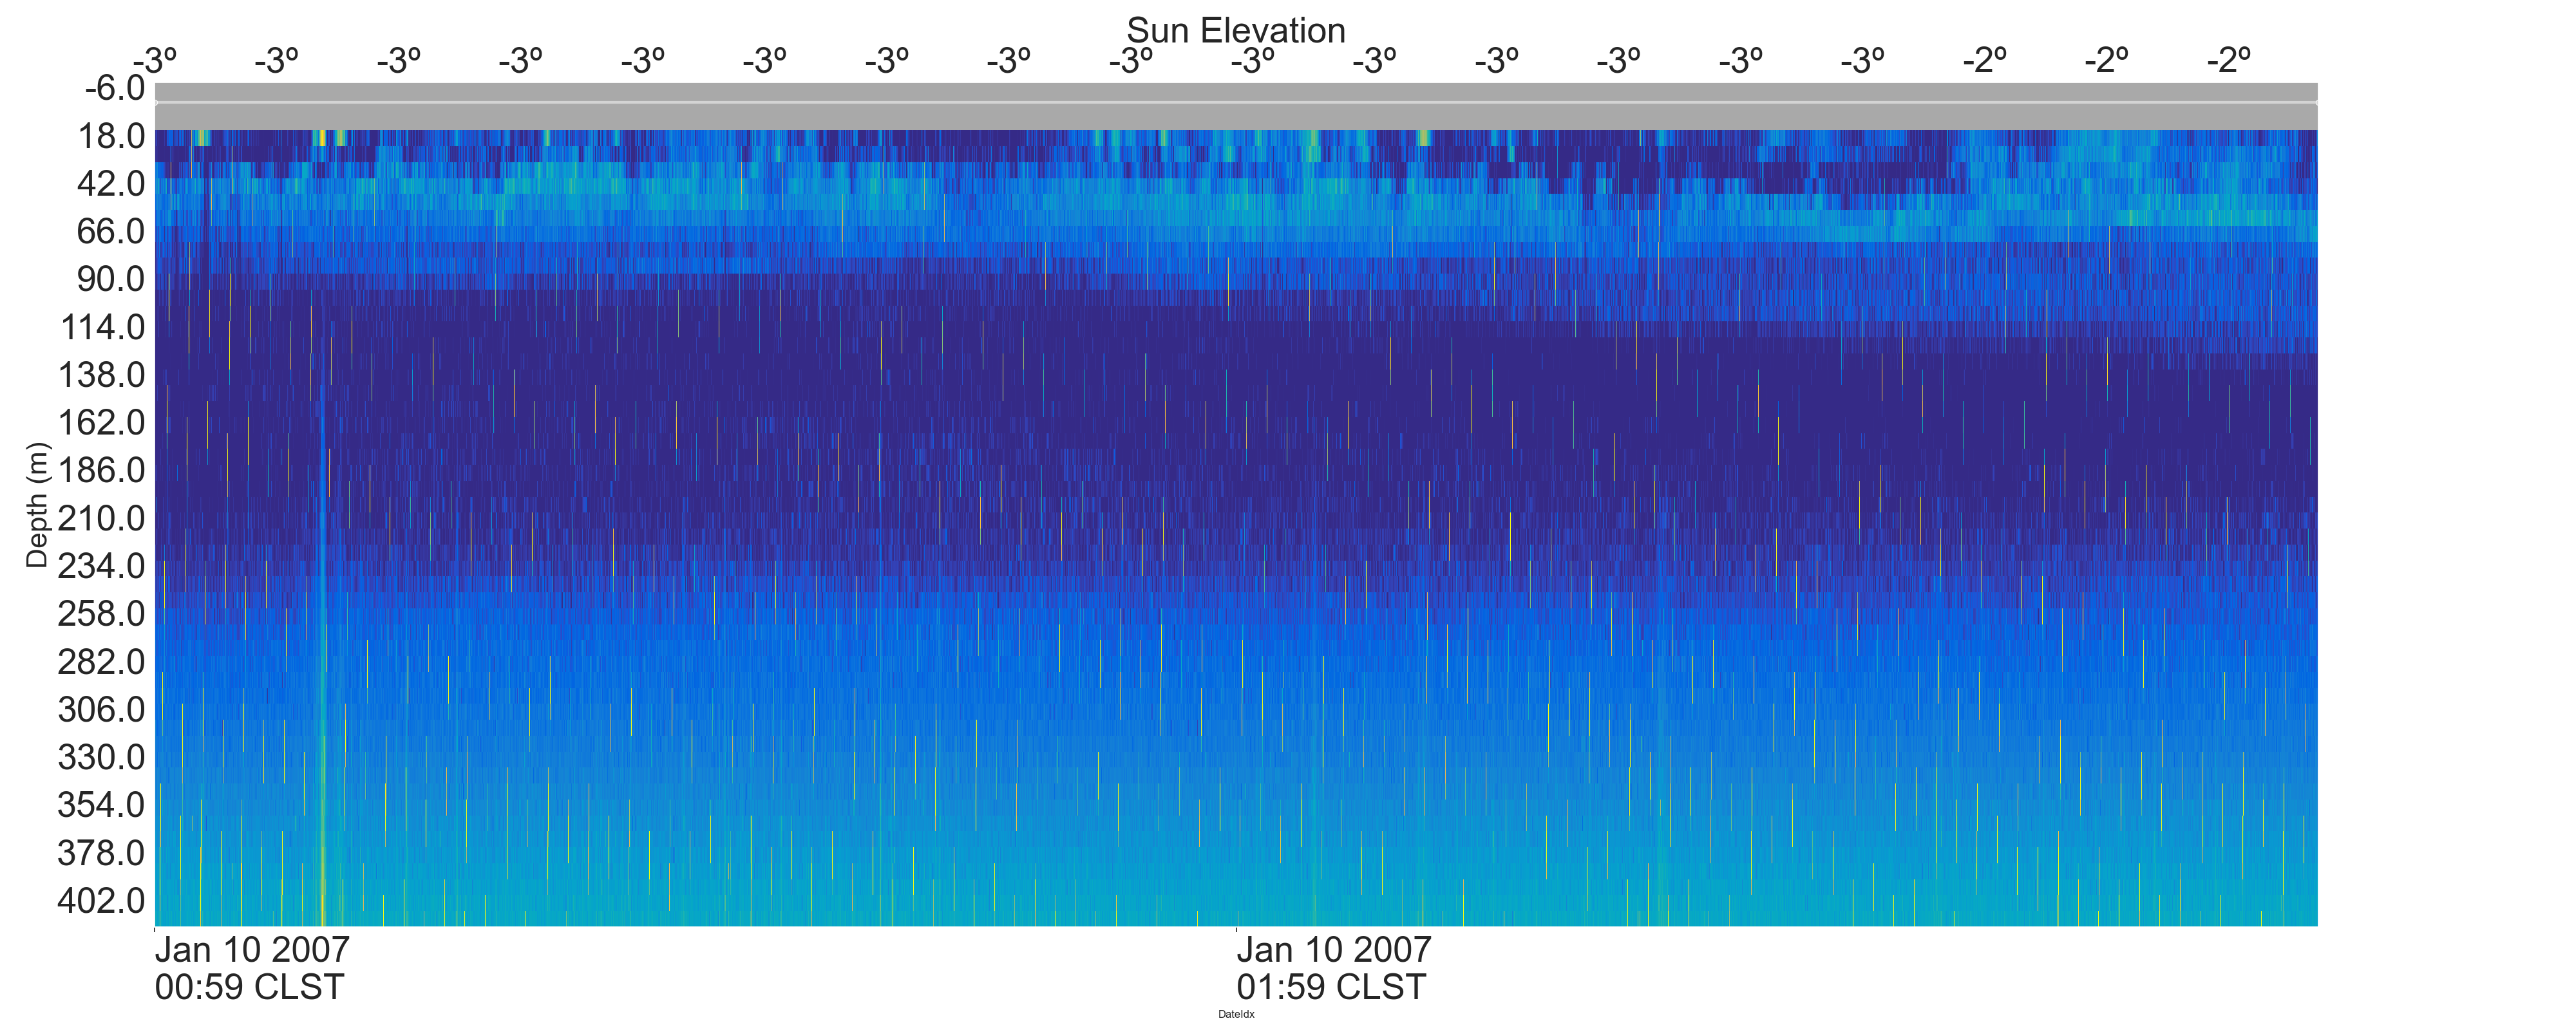 Sun Elevation
-3º -3º -3º -3º -3º -3º -3º -3º -3º -3º -3º -3º -3º -3º -3º -2º -2º -2º
-6.0
18.0
42.0
66.0
90.0
114.0
138.0
162.0
186.0
210.0
234.0
258.0
282.0
306.0
330.0
354.0
378.0
402.0
Depth (m)
Jan 10 2007
00:59 CLST
Jan 10 2007
01:59 CLST
DateIdx